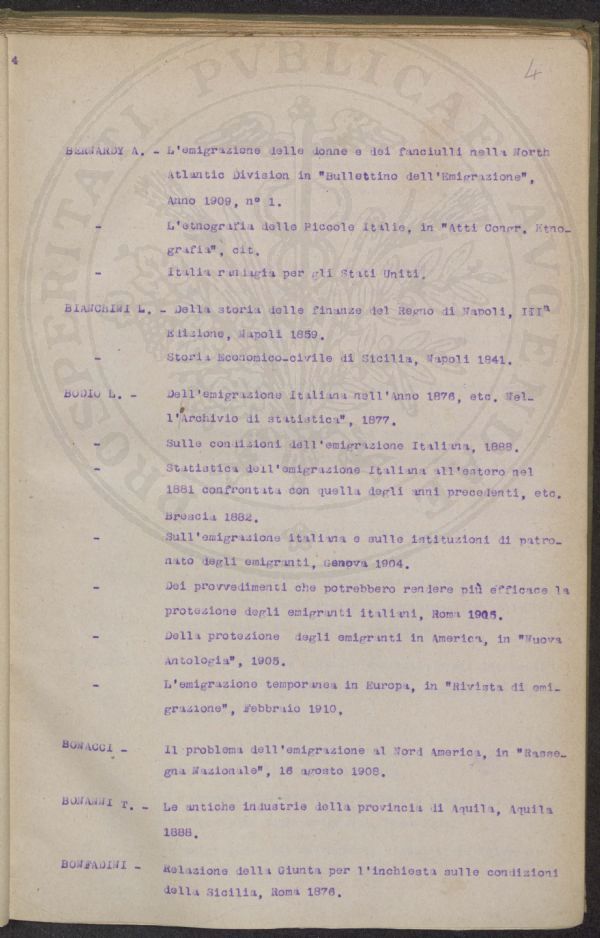 4
4
BERNARDY A. - L'emigrazione delle donne e dei fanciulli nella North
Atlantic Division in "Bullettino dell'Emigrazione",
Anno 1909, n° 1.
- L'etnografia delle Piccole Italie, in "Atti Congr. Etno-
grafia", cit.
- Italia randagia per gli Stati Uniti.
BIANCHINI L. - Della storia delle finanze del Regno di Napoli, IIIa
Edizione, Napoli 1859.
- Storia Economico-civile di Sicilia, Napoli 1841.
BODIO L. - Dell'emigrazione Italiana nell'Anno 1876, etc. Nel-
l'"Archivio di statistica", 1877.
- Sulle condizioni dell'emigrazione Italiana, 1888.
- Statistica dell'emigrazione Italiana all'estero nel
1881 confrontata con quella degli anni precedenti, etc.
Brescia 1882.
- Sull'emigrazione italiana e sulle istituzioni di patro-
nato degli emigranti, Genova 1904.
- Dei provvedimenti che potrebbero rendere più efficace la
protezione degli emigranti italiani, Roma 1905.
- Della protezione degli emigranti in America, in "Nuova
Antologia", 1905.
- L'emigrazione temporanea in Europa, in "Rivista di emi-
grazione", Febbraio 1910.
BONACCI - Il problema dell'emigrazione al Nord America, in "Rasse-
gna Nazionale", 16 agosto 1908.
BONANNI T. - Le antiche industrie della provincia di Aquila, Aquila
1888.
BONFADINI - Relazione della Giunta per l'inchiesta sulle condizioni
della Sicilia, Roma 1876.